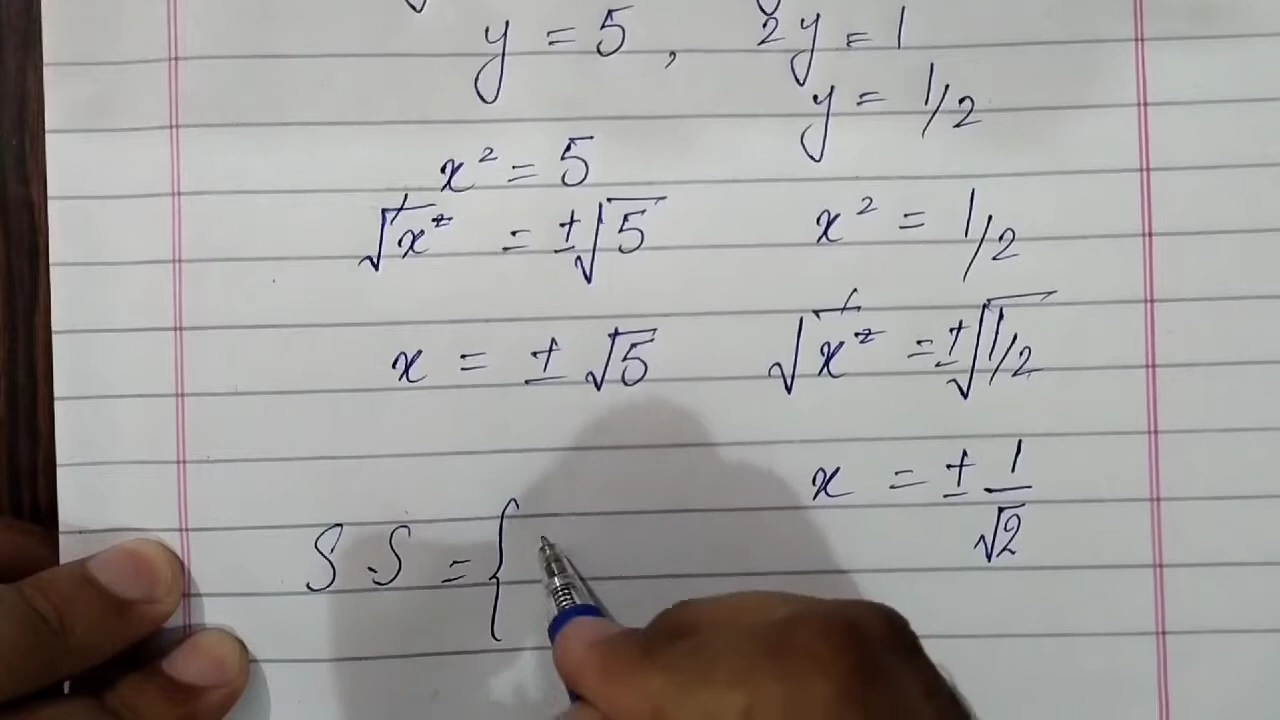 y = 5 , 2y = 1
y = 1/2
x² = 5
√x² = ±√5 x² = 1/2
x = ± √5 √x² = ±√1/2
x = ± 1/√2
S.S = {